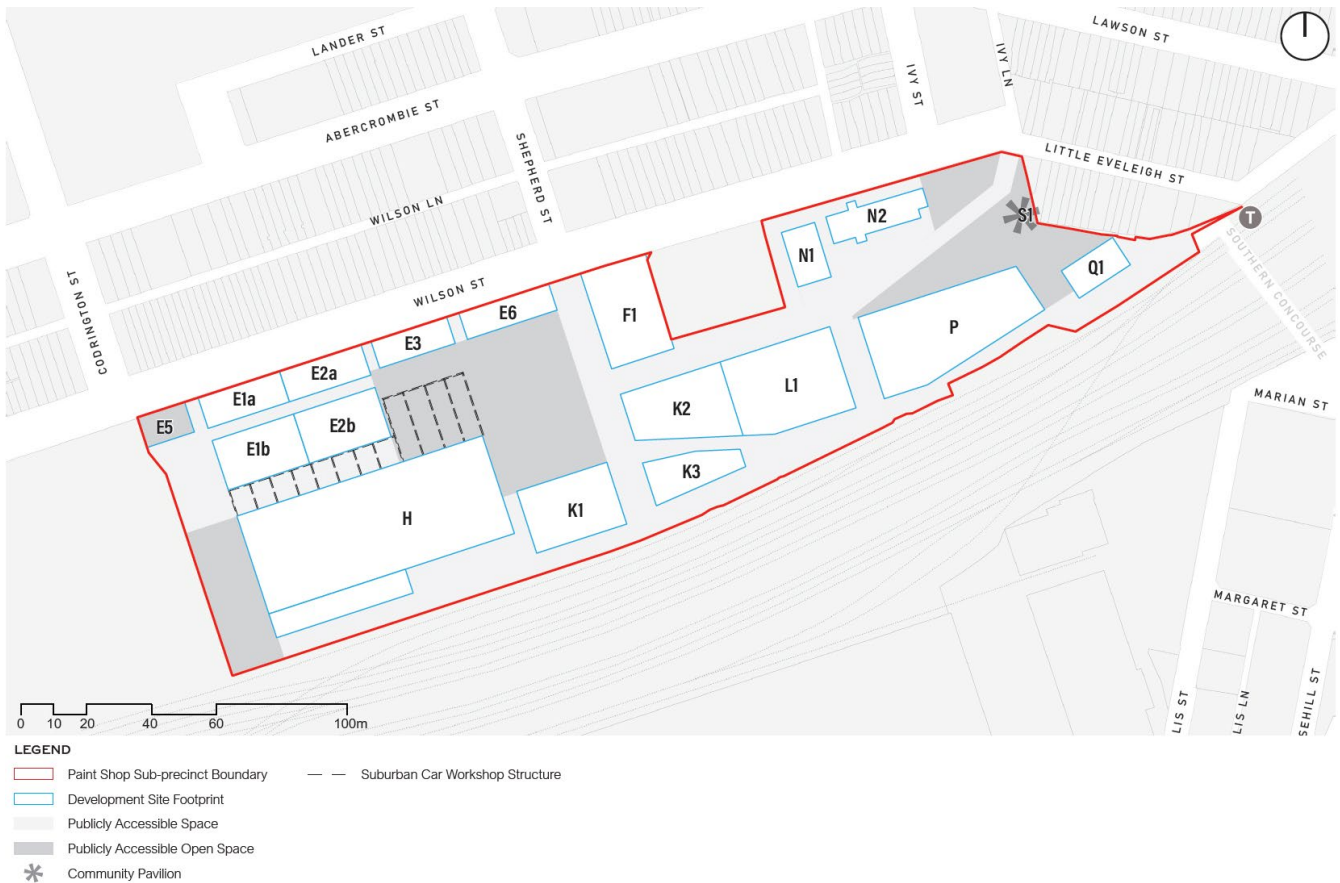 LAWSON ST
LANDER ST
IVY LN
IVY ST
ABERCROMBIE ST
SHEPHERD ST
LITTLE EVELEIGH ST
WILSON LN
S1
T
N2
SOUTHERN CONCOURSE
N1
Q1
CODRINGTON ST
WILSON ST
E6
F1
P
E3
E2a
L1
MARIAN ST
E1a
K2
E5
E2b
E1b
K3
K1
H
MARGARET ST
LIS ST
LIS LN
SEHILL ST
0 10 20 40 60 100m
LEGEND
Paint Shop Sub-precinct Boundary
Suburban Car Workshop Structure
Development Site Footprint
Publicly Accessible Space
Publicly Accessible Open Space
Community Pavilion